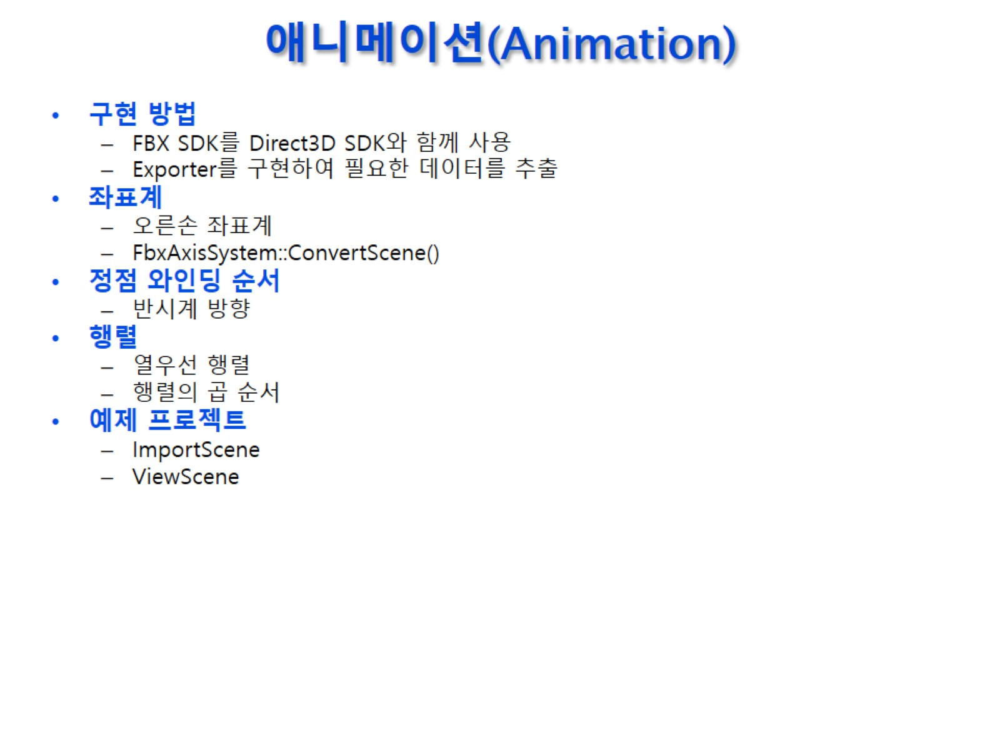 애니메이션(Animation)
• 구현 방법
– FBX SDK를 Direct3D SDK와 함께 사용
– Exporter를 구현하여 필요한 데이터를 추출
• 좌표계
– 오른손 좌표계
– FbxAxisSystem::ConvertScene()
• 정점 와인딩 순서
– 반시계 방향
• 행렬
– 열우선 행렬
– 행렬의 곱 순서
• 예제 프로젝트
– ImportScene
– ViewScene